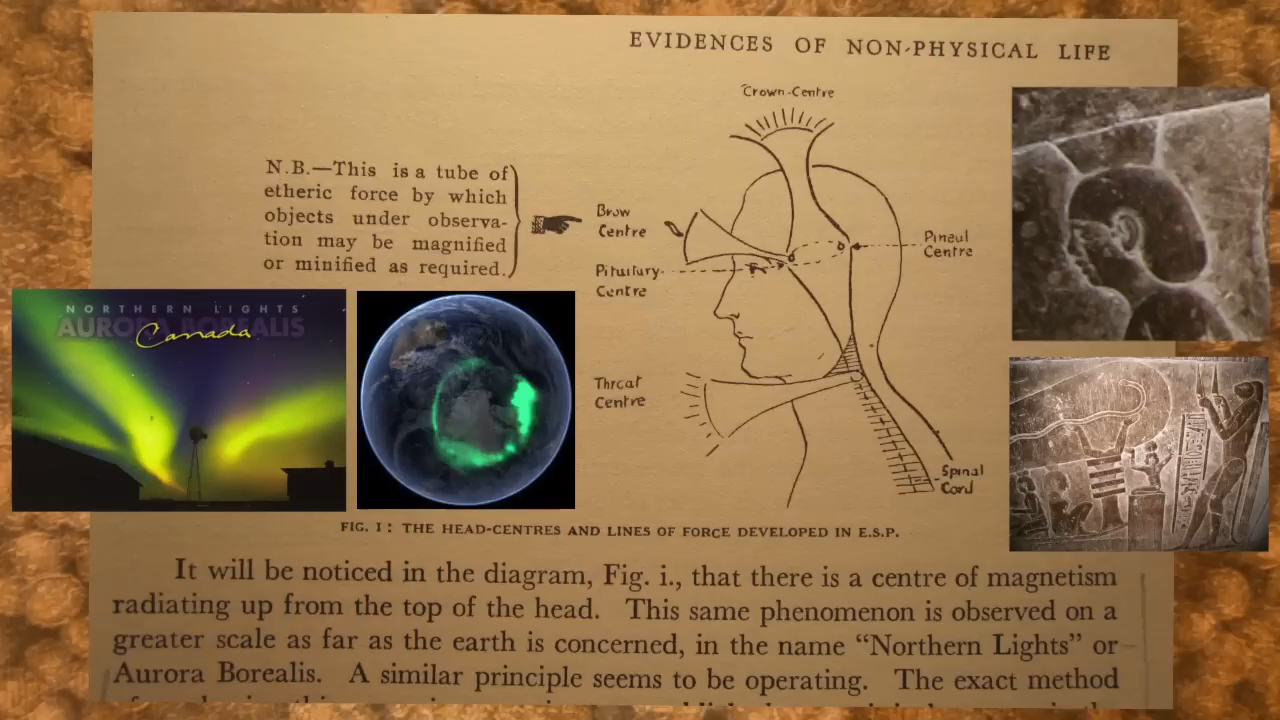 EVIDENCES OF NON-PHYSICAL LIFE
Crown-Centre
N.B.—This is a tube of
etheric force by which
objects under observa-
tion may be magnified
or minified as required.
Brow
Centre
Pineal
Centre
Pituitary
Centre
NORTHERN LIGHTS
AURORA BOREALIS
Canada
Throat
Centre
Spinal
Cord
FIG. I: THE HEAD-CENTRES AND LINES OF FORCE DEVELOPED IN E.S.P.
It will be noticed in the diagram, Fig. i., that there is a centre of magnetism
radiating up from the top of the head. This same phenomenon is observed on a
greater scale as far as the earth is concerned, in the name “Northern Lights” or
Aurora Borealis. A similar principle seems to be operating. The exact method